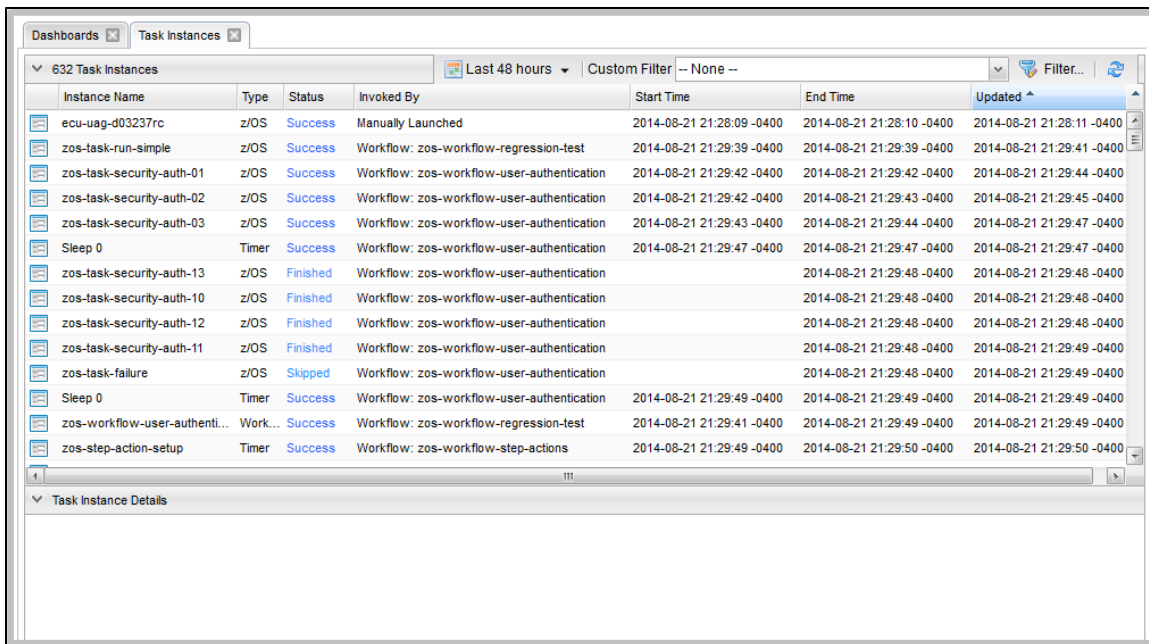 Dashboards Task Instances
632 Task Instances Last 48 hours Custom Filter -- None -- Filter...
Instance Name Type Status Invoked By Start Time End Time Updated
ecu-uag-d03237rc z/OS Success Manually Launched 2014-08-21 21:28:09 -0400 2014-08-21 21:28:10 -0400 2014-08-21 21:28:11 -0400
zos-task-run-simple z/OS Success Workflow: zos-workflow-regression-test 2014-08-21 21:29:39 -0400 2014-08-21 21:29:39 -0400 2014-08-21 21:29:41 -0400
zos-task-security-auth-01 z/OS Success Workflow: zos-workflow-user-authentication 2014-08-21 21:29:42 -0400 2014-08-21 21:29:42 -0400 2014-08-21 21:29:44 -0400
zos-task-security-auth-02 z/OS Success Workflow: zos-workflow-user-authentication 2014-08-21 21:29:42 -0400 2014-08-21 21:29:43 -0400 2014-08-21 21:29:45 -0400
zos-task-security-auth-03 z/OS Success Workflow: zos-workflow-user-authentication 2014-08-21 21:29:43 -0400 2014-08-21 21:29:44 -0400 2014-08-21 21:29:47 -0400
Sleep 0 Timer Success Workflow: zos-workflow-user-authentication 2014-08-21 21:29:47 -0400 2014-08-21 21:29:47 -0400 2014-08-21 21:29:47 -0400
zos-task-security-auth-13 z/OS Finished Workflow: zos-workflow-user-authentication 2014-08-21 21:29:48 -0400 2014-08-21 21:29:48 -0400
zos-task-security-auth-10 z/OS Finished Workflow: zos-workflow-user-authentication 2014-08-21 21:29:48 -0400 2014-08-21 21:29:48 -0400
zos-task-security-auth-12 z/OS Finished Workflow: zos-workflow-user-authentication 2014-08-21 21:29:48 -0400 2014-08-21 21:29:48 -0400
zos-task-security-auth-11 z/OS Finished Workflow: zos-workflow-user-authentication 2014-08-21 21:29:48 -0400 2014-08-21 21:29:49 -0400
zos-task-failure z/OS Skipped Workflow: zos-workflow-user-authentication 2014-08-21 21:29:48 -0400 2014-08-21 21:29:49 -0400
Sleep 0 Timer Success Workflow: zos-workflow-user-authentication 2014-08-21 21:29:49 -0400 2014-08-21 21:29:49 -0400 2014-08-21 21:29:49 -0400
zos-workflow-user-authenti... Work... Success Workflow: zos-workflow-regression-test 2014-08-21 21:29:41 -0400 2014-08-21 21:29:49 -0400 2014-08-21 21:29:49 -0400
zos-step-action-setup Timer Success Workflow: zos-workflow-step-actions 2014-08-21 21:29:49 -0400 2014-08-21 21:29:50 -0400 2014-08-21 21:29:50 -0400
Task Instance Details